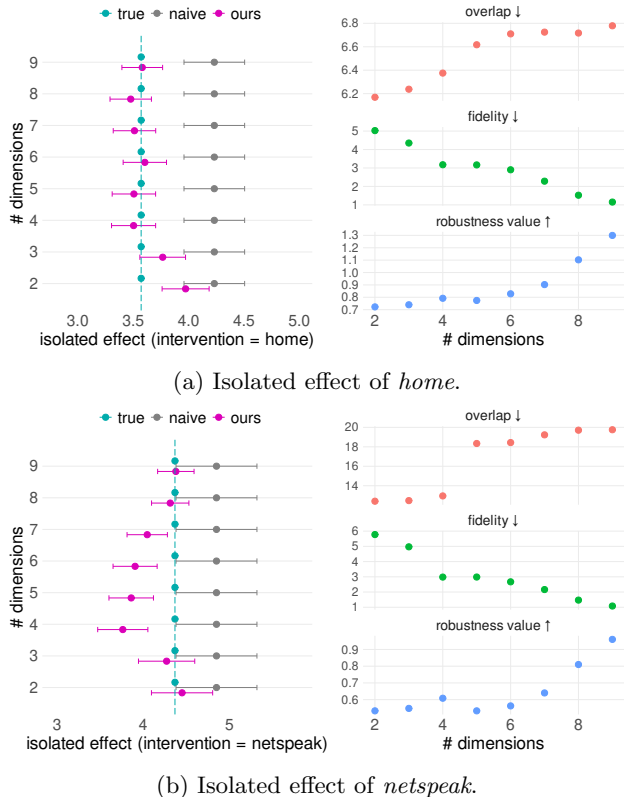 true naive ours
9
8
7
6
5
4
3
2
# dimensions
3.0 3.5 4.0 4.5 5.0
isolated effect (intervention = home)
overlap ↓
6.8
6.6
6.4
6.2
fidelity ↓
5
4
3
2
1
robustness value ↑
1.3
1.2
1.1
1.0
0.9
0.8
0.7
2 4 6 8
# dimensions
(a) Isolated effect of home.
true naive ours
9
8
7
6
5
4
3
2
# dimensions
3 4 5
isolated effect (intervention = netspeak)
overlap ↓
20
18
16
14
fidelity ↓
6
5
4
3
2
1
robustness value ↑
0.9
0.8
0.7
0.6
2 4 6 8
# dimensions
(b) Isolated effect of netspeak.